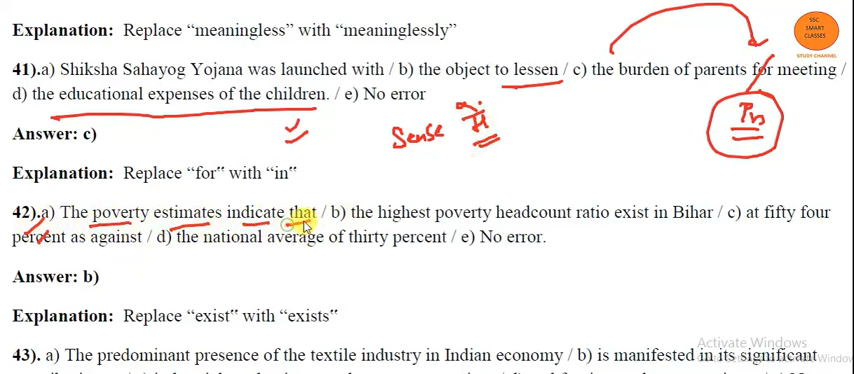 Explanation: Replace "meaningless" with "meaninglessly"
SSC
SMART
CLASSES
STUDY CHANNEL
41).a) Shiksha Sahayog Yojana was launched with / b) the object to lessen / c) the burden of parents for meeting /
d) the educational expenses of the children. / e) No error
Answer: c)
Sense
Explanation: Replace "for" with "in"
42).a) The poverty estimates indicate that / b) the highest poverty headcount ratio exist in Bihar / c) at fifty four
percent as against / d) the national average of thirty percent / e) No error.
Answer: b)
Explanation: Replace "exist" with "exists"
Activate Windows
43). a) The predominant presence of the textile industry in Indian economy / b) is manifested in its significant